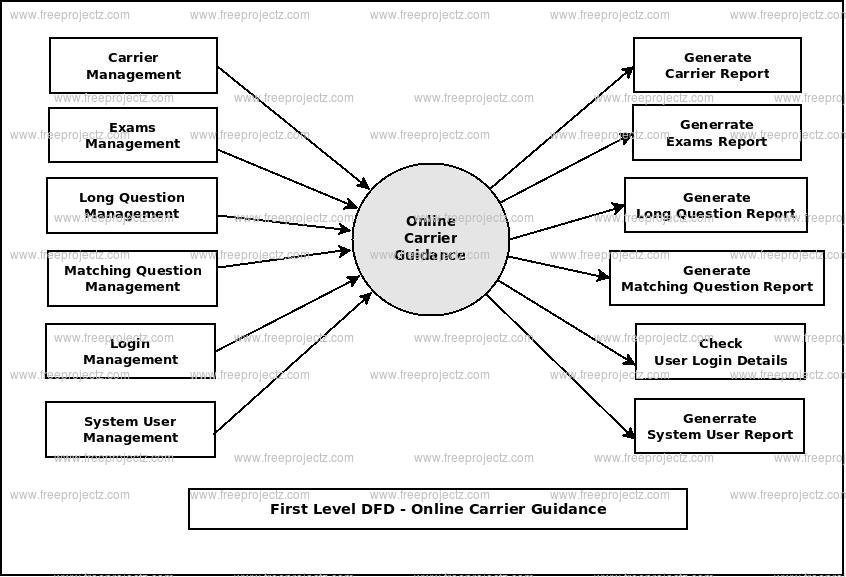 Carrier
Management
Exams
Management
Long Question
Management
Matching Question
Management
Login
Management
System User
Management
Online
Carrier
Guidance
Generate
Carrier Report
Generrate
Exams Report
Generate
Long Question Report
Generate
Matching Question Report
Check
User Login Details
Generrate
System User Report
First Level DFD - Online Carrier Guidance
www.freeprojectz.com